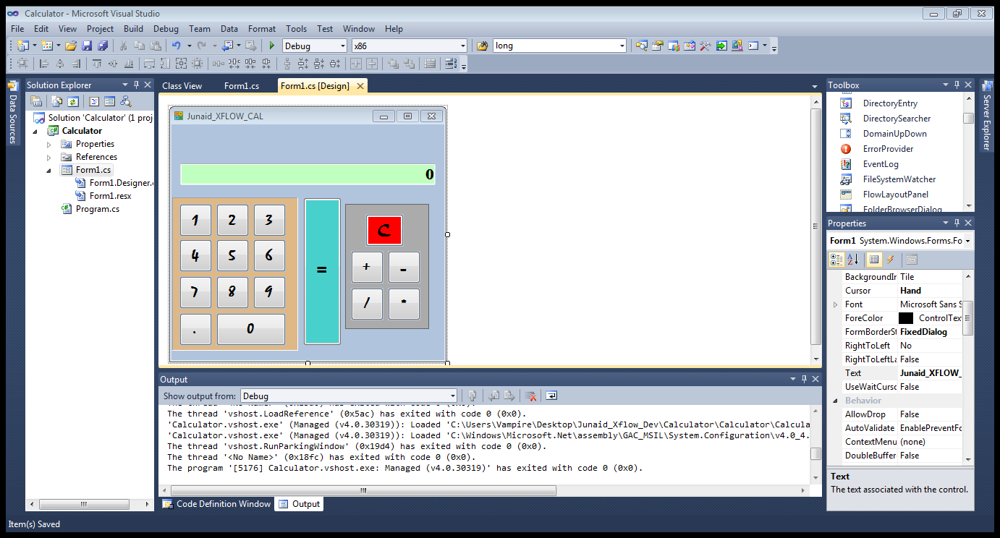 Calculator - Microsoft Visual Studio
File Edit View Project Build Debug Team Data Format Tools Test Window Help
Debug x86 long
Data Sources
Solution Explorer
Solution 'Calculator' (1 proj
Calculator
Properties
References
Form1.cs
Form1.Designer.
Form1.resx
Program.cs
Class View Form1.cs Form1.cs [Design]
Junaid_XFLOW_CAL
0
1 2 3
4 5 6
7 8 9
. 0
=
C
+ -
/ *
Output
Show output from: Debug
The thread 'vshost.LoadReference' (0x5ac) has exited with code 0 (0x0).
'Calculator.vshost.exe' (Managed (v4.0.30319)): Loaded 'C:\Users\Vampire\Desktop\Junaid_Xflow_Dev\Calculator\Calculator\Calcula
'Calculator.vshost.exe' (Managed (v4.0.30319)): Loaded 'C:\Windows\Microsoft.Net\assembly\GAC_MSIL\System.Configuration\v4.0_4.
The thread 'vshost.RunParkingWindow' (0x19d4) has exited with code 0 (0x0).
The thread '<No Name>' (0x18fc) has exited with code 0 (0x0).
The program '[5176] Calculator.vshost.exe: Managed (v4.0.30319)' has exited with code 0 (0x0).
Code Definition Window Output
Toolbox
DirectoryEntry
DirectorySearcher
DomainUpDown
ErrorProvider
EventLog
FileSystemWatcher
FlowLayoutPanel
FolderBrowserDialog
Server Explorer
Properties
Form1 System.Windows.Forms.Fo
BackgroundIr Tile
Cursor Hand
Font Microsoft Sans S
ForeColor ControlTex
FormBorderSt FixedDialog
RightToLeft No
RightToLeftLa False
Text Junaid_XFLOW_
UseWaitCurso False
Behavior
AllowDrop False
AutoValidate EnablePreventFo
ContextMenu (none)
DoubleBuffer False
Text
The text associated with the control.
Item(s) Saved